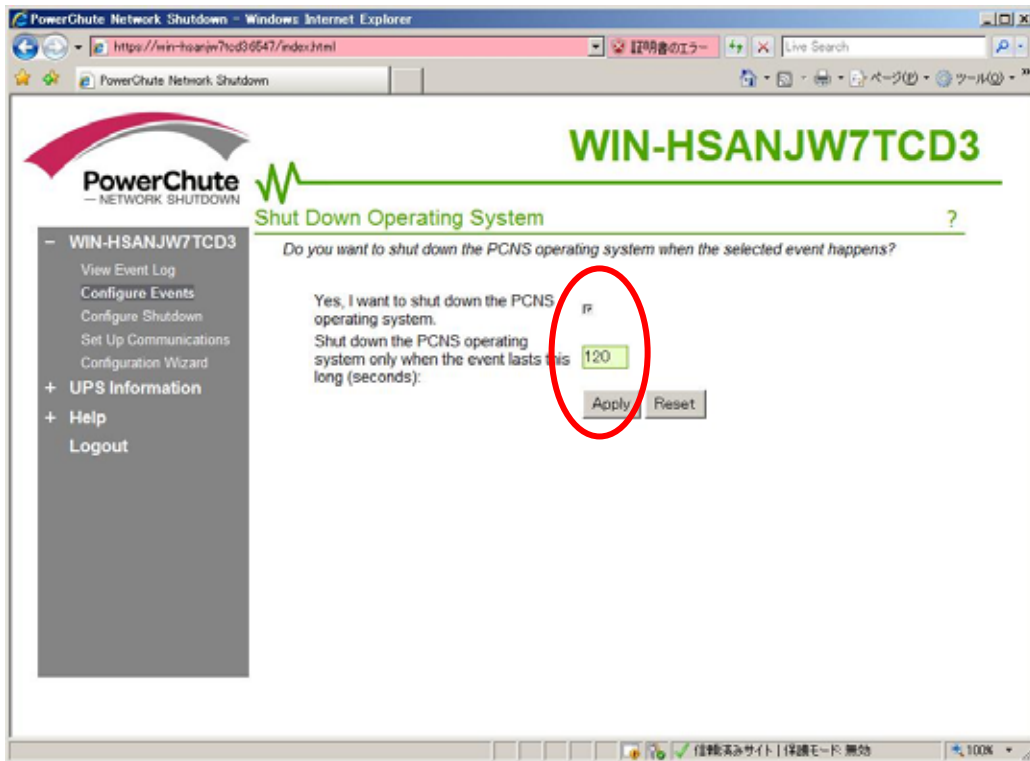 PowerChute Network Shutdown - Windows Internet Explorer
https://win-hsanjw7tcd36547/index.html
証明書のエラー
Live Search
PowerChute Network Shutdown
ページ(P)
ツール(O)
WIN-HSANJW7TCD3
PowerChute
NETWORK SHUTDOWN
Shut Down Operating System ?
Do you want to shut down the PCNS operating system when the selected event happens?
− WIN-HSANJW7TCD3
View Event Log
Configure Events
Configure Shutdown
Set Up Communications
Configuration Wizard
+ UPS Information
+ Help
Logout
Yes, I want to shut down the PCNS
operating system.
Shut down the PCNS operating
system only when the event lasts this
long (seconds):
120
Apply Reset
信頼済みサイト | 保護モード: 無効
100%